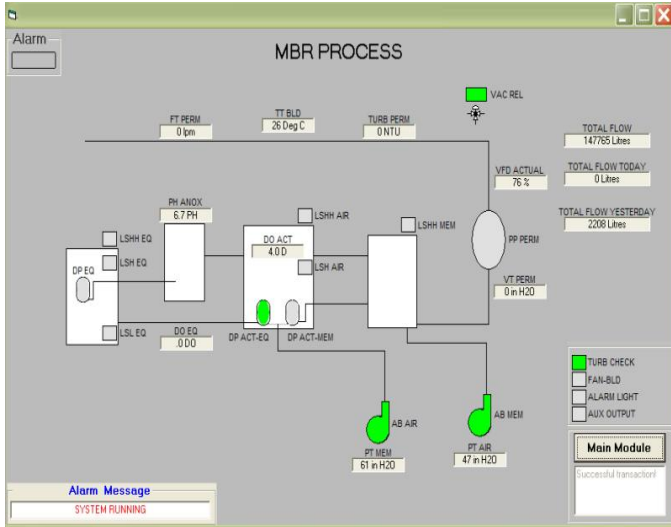 Alarm
MBR PROCESS
VAC REL
FT PERM
0 lpm
TT BLD
26 Deg C
TURB PERM
0 NTU
TOTAL FLOW
147765 Litres
VFD ACTUAL
76 %
TOTAL FLOW TODAY
0 Litres
PH ANOX
6.7 PH
TOTAL FLOW YESTERDAY
2208 Litres
LSHH EQ
LSHH AIR
LSHH MEM
DO ACT
4.0 D
PP PERM
LSH EQ
LSH AIR
DP EQ
VT PERM
0 in H2O
LSL EQ
DO EQ
.0 DO
DP ACT-EQ
DP ACT-MEM
TURB CHECK
FAN-BLD
ALARM LIGHT
AUX OUTPUT
AB AIR
AB MEM
PT MEM
61 in H2O
PT AIR
47 in H2O
Main Module
Successful transaction!
Alarm Message
SYSTEM RUNNING